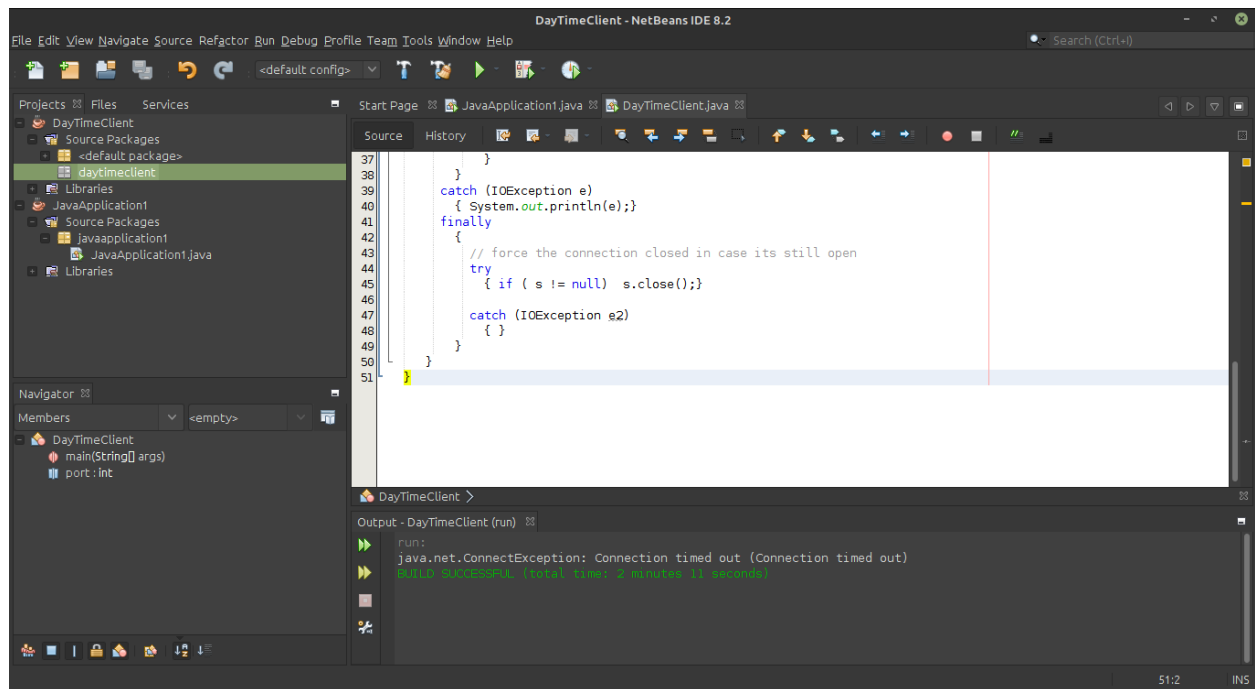 DayTimeClient - NetBeans IDE 8.2
File Edit View Navigate Source Refactor Run Debug Profile Team Tools Window Help
Search (Ctrl+I)
<default config>
Projects Files Services
DayTimeClient
Source Packages
<default package>
daytimeclient
Libraries
JavaApplication1
Source Packages
javaapplication1
JavaApplication1.java
Libraries
Navigator
Members <empty>
DayTimeClient
main(String[] args)
port : int
Start Page JavaApplication1.java DayTimeClient.java
Source History
37 }
38 }
39 catch (IOException e)
40 { System.out.println(e);}
41 finally
42 {
43 // force the connection closed in case its still open
44 try
45 { if ( s != null) s.close();}
46
47 catch (IOException e2)
48 { }
49 }
50 }
51 }
DayTimeClient
Output - DayTimeClient (run)
run:
java.net.ConnectException: Connection timed out (Connection timed out)
BUILD SUCCESSFUL (total time: 2 minutes 11 seconds)
51:2 INS